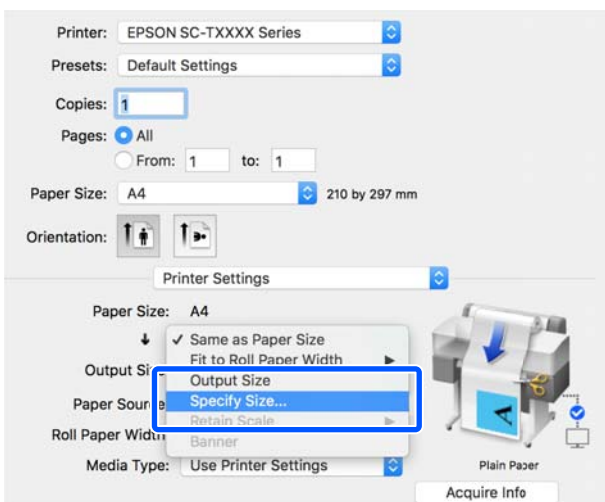 Printer: EPSON SC-TXXXX Series
Presets: Default Settings
Copies: 1
Pages: All
From: 1 to: 1
Paper Size: A4 210 by 297 mm
Orientation:
Printer Settings
Paper Size: A4
✓ Same as Paper Size
Fit to Roll Paper Width
Output Size
Output Size
Specify Size...
Paper Source
Retain Scale
Roll Paper Width
Banner
Media Type: Use Printer Settings
A
Plain Paper
Acquire Info